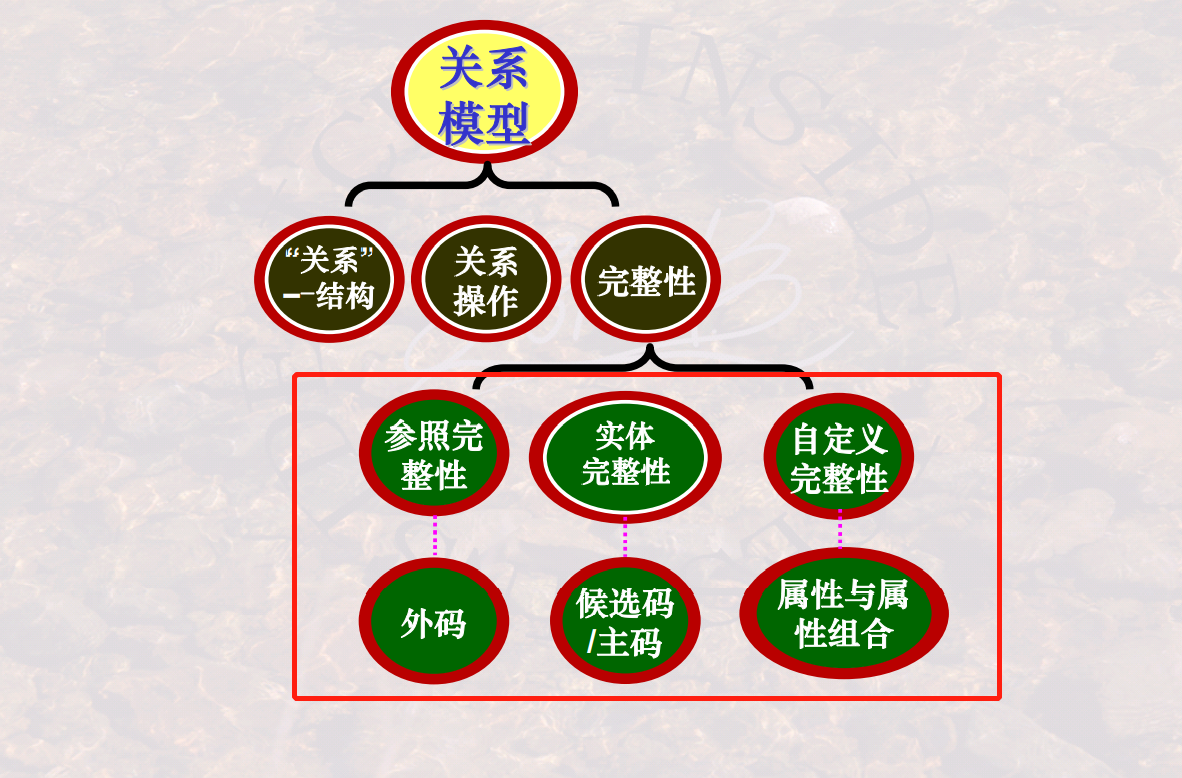 关系
模型
“关系”
--结构
关系
操作
完整性
参照完
整性
实体
完整性
自定义
完整性
外码
候选码
/主码
属性与属
性组合